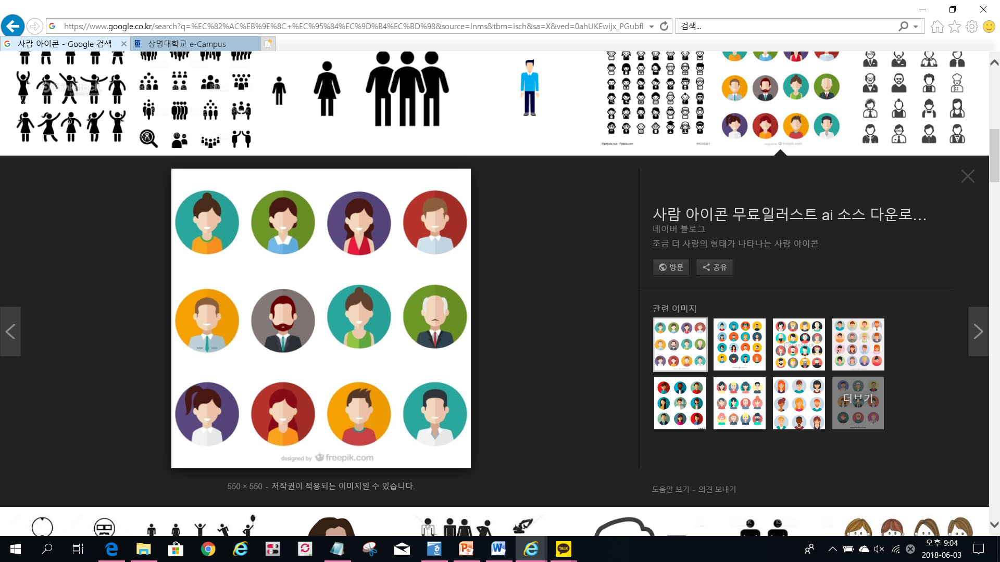 https://www.google.co.kr/search?q=%EC%82%AC%EB%9E%8C+%EC%95%84%EC%9D%B4%EC%BD%98&source=lnms&tbm=isch&sa=X&ved=0ahUKEwijx_PGubfl
검색...
사람 아이콘 - Google 검색
상명대학교 e-Campus
© phocks eye - Fotolia.com
freepik.com
사람 아이콘 무료일러스트 ai 소스 다운로...
네이버 블로그
조금 더 사람의 형태가 나타나는 사람 아이콘
방문
공유
관련 이미지
더보기
designed by freepik.com
550 × 550 - 저작권이 적용되는 이미지일 수 있습니다.
도움말 보기 - 의견 보내기
TALK
오후 9:04
2018-06-03